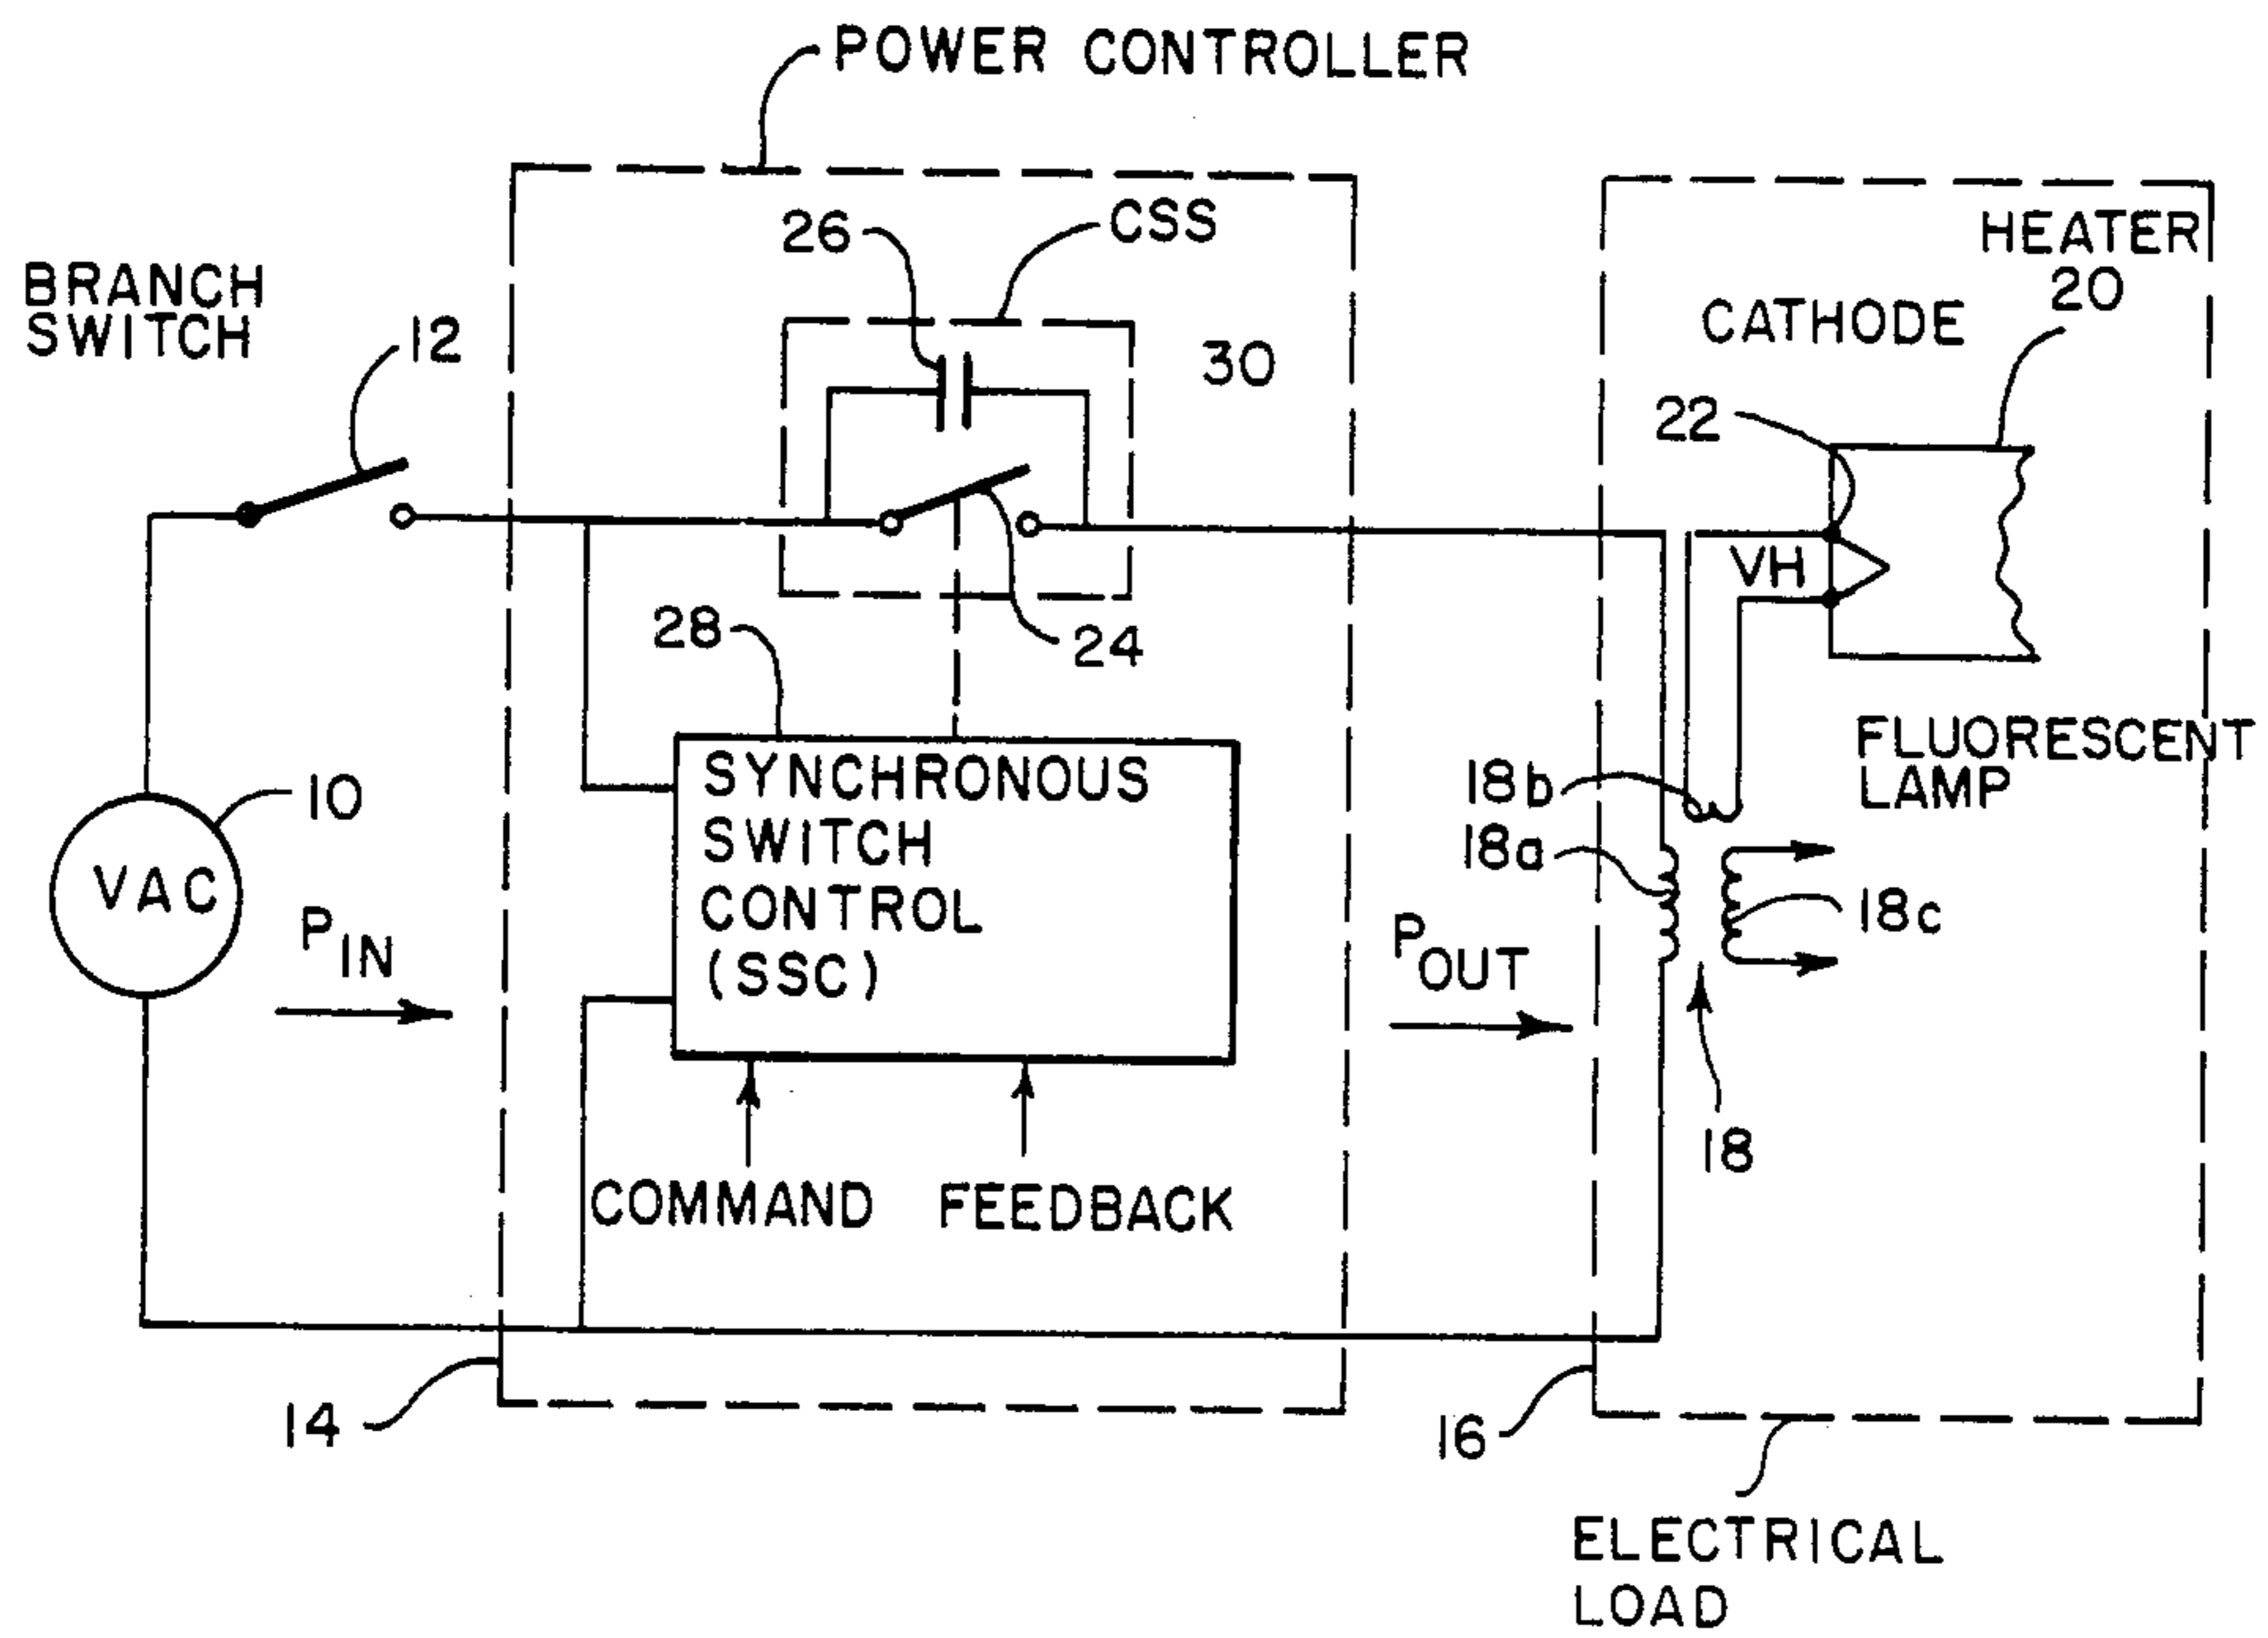 POWER CONTROLLER
BRANCH
SWITCH
12
26
CSS
30
HEATER
20
CATHODE
22
VH
28
24
FLUORESCENT
LAMP
10
VAC
PIN
SYNCHRONOUS
SWITCH
CONTROL
(SSC)
18b
18a
18c
POUT
18
COMMAND
FEEDBACK
14
16
ELECTRICAL
LOAD